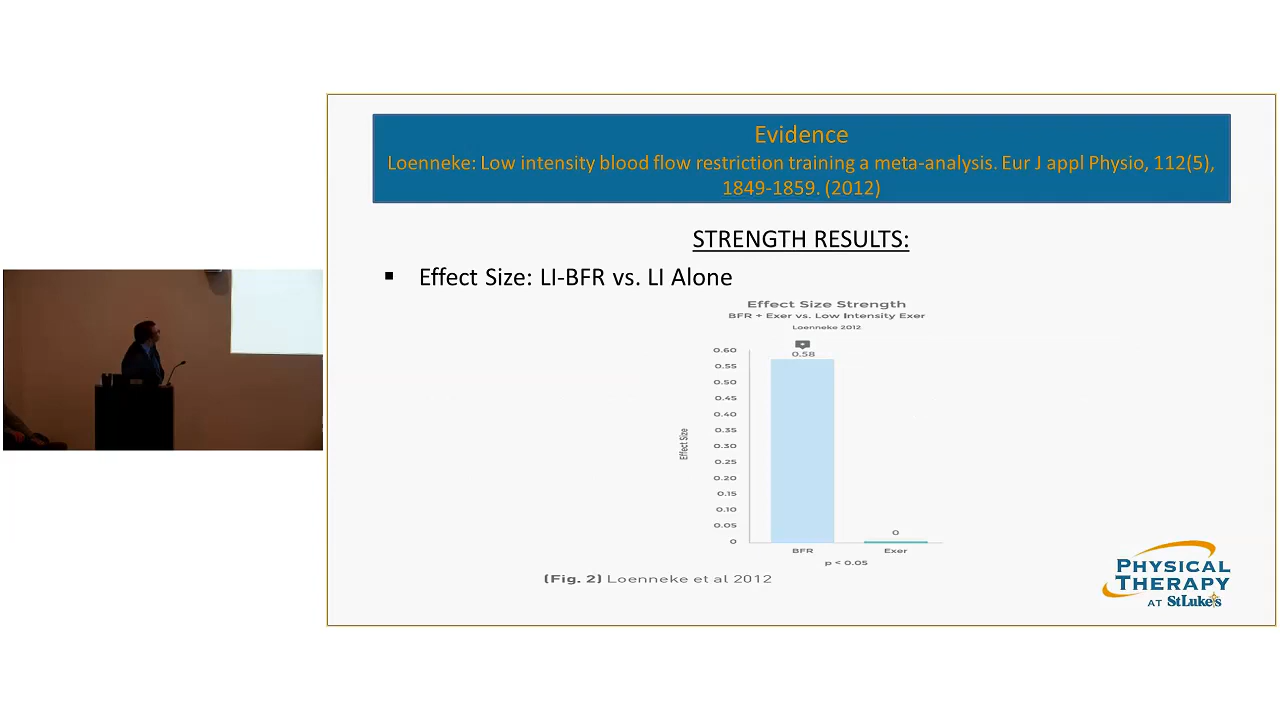 Evidence
Loenneke: Low intensity blood flow restriction training a meta-analysis. Eur J appl Physio, 112(5),
1849-1859. (2012)
STRENGTH RESULTS:
▪ Effect Size: LI-BFR vs. LI Alone
Effect Size Strength
BFR + Exer vs. Low Intensity Exer
Loenneke 2012
0.58
0.60
0.55
0.50
0.45
0.40
0.35
0.30
0.25
0.20
0.15
0.10
0.05
0
Effect Size
0
BFR
Exer
p < 0.05
(Fig. 2) Loenneke et al 2012
PHYSICAL
THERAPY
AT StLuke's